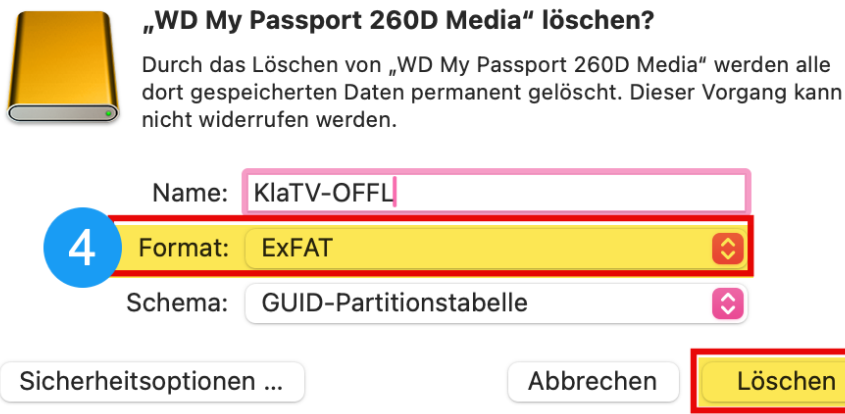 „WD My Passport 260D Media“ löschen?
Durch das Löschen von „WD My Passport 260D Media“ werden alle
dort gespeicherten Daten permanent gelöscht. Dieser Vorgang kann
nicht widerrufen werden.
Name: KlaTV-OFFL
4 Format: ExFAT
Schema: GUID-Partitionstabelle
Sicherheitsoptionen ... Abbrechen Löschen